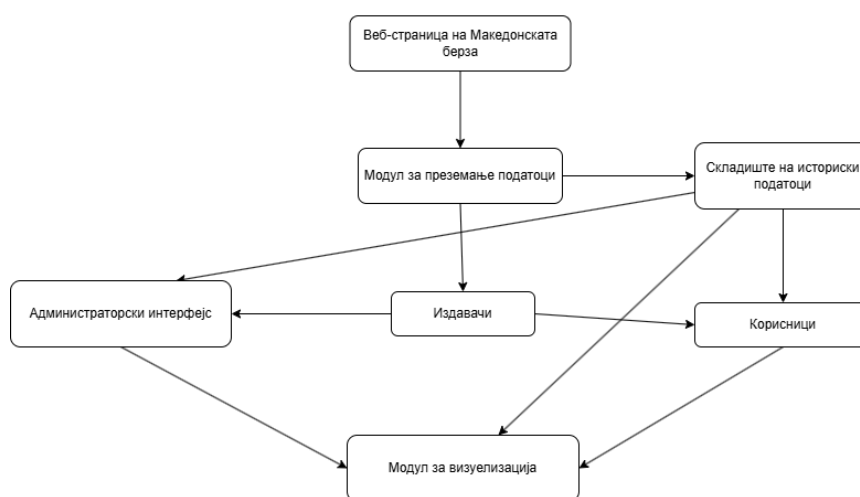 Веб-страница на Македонската
берза
Модул за преземање податоци
Складиште на историски
податоци
Администраторски интерфејс
Издавачи
Корисници
Модул за визуелизација